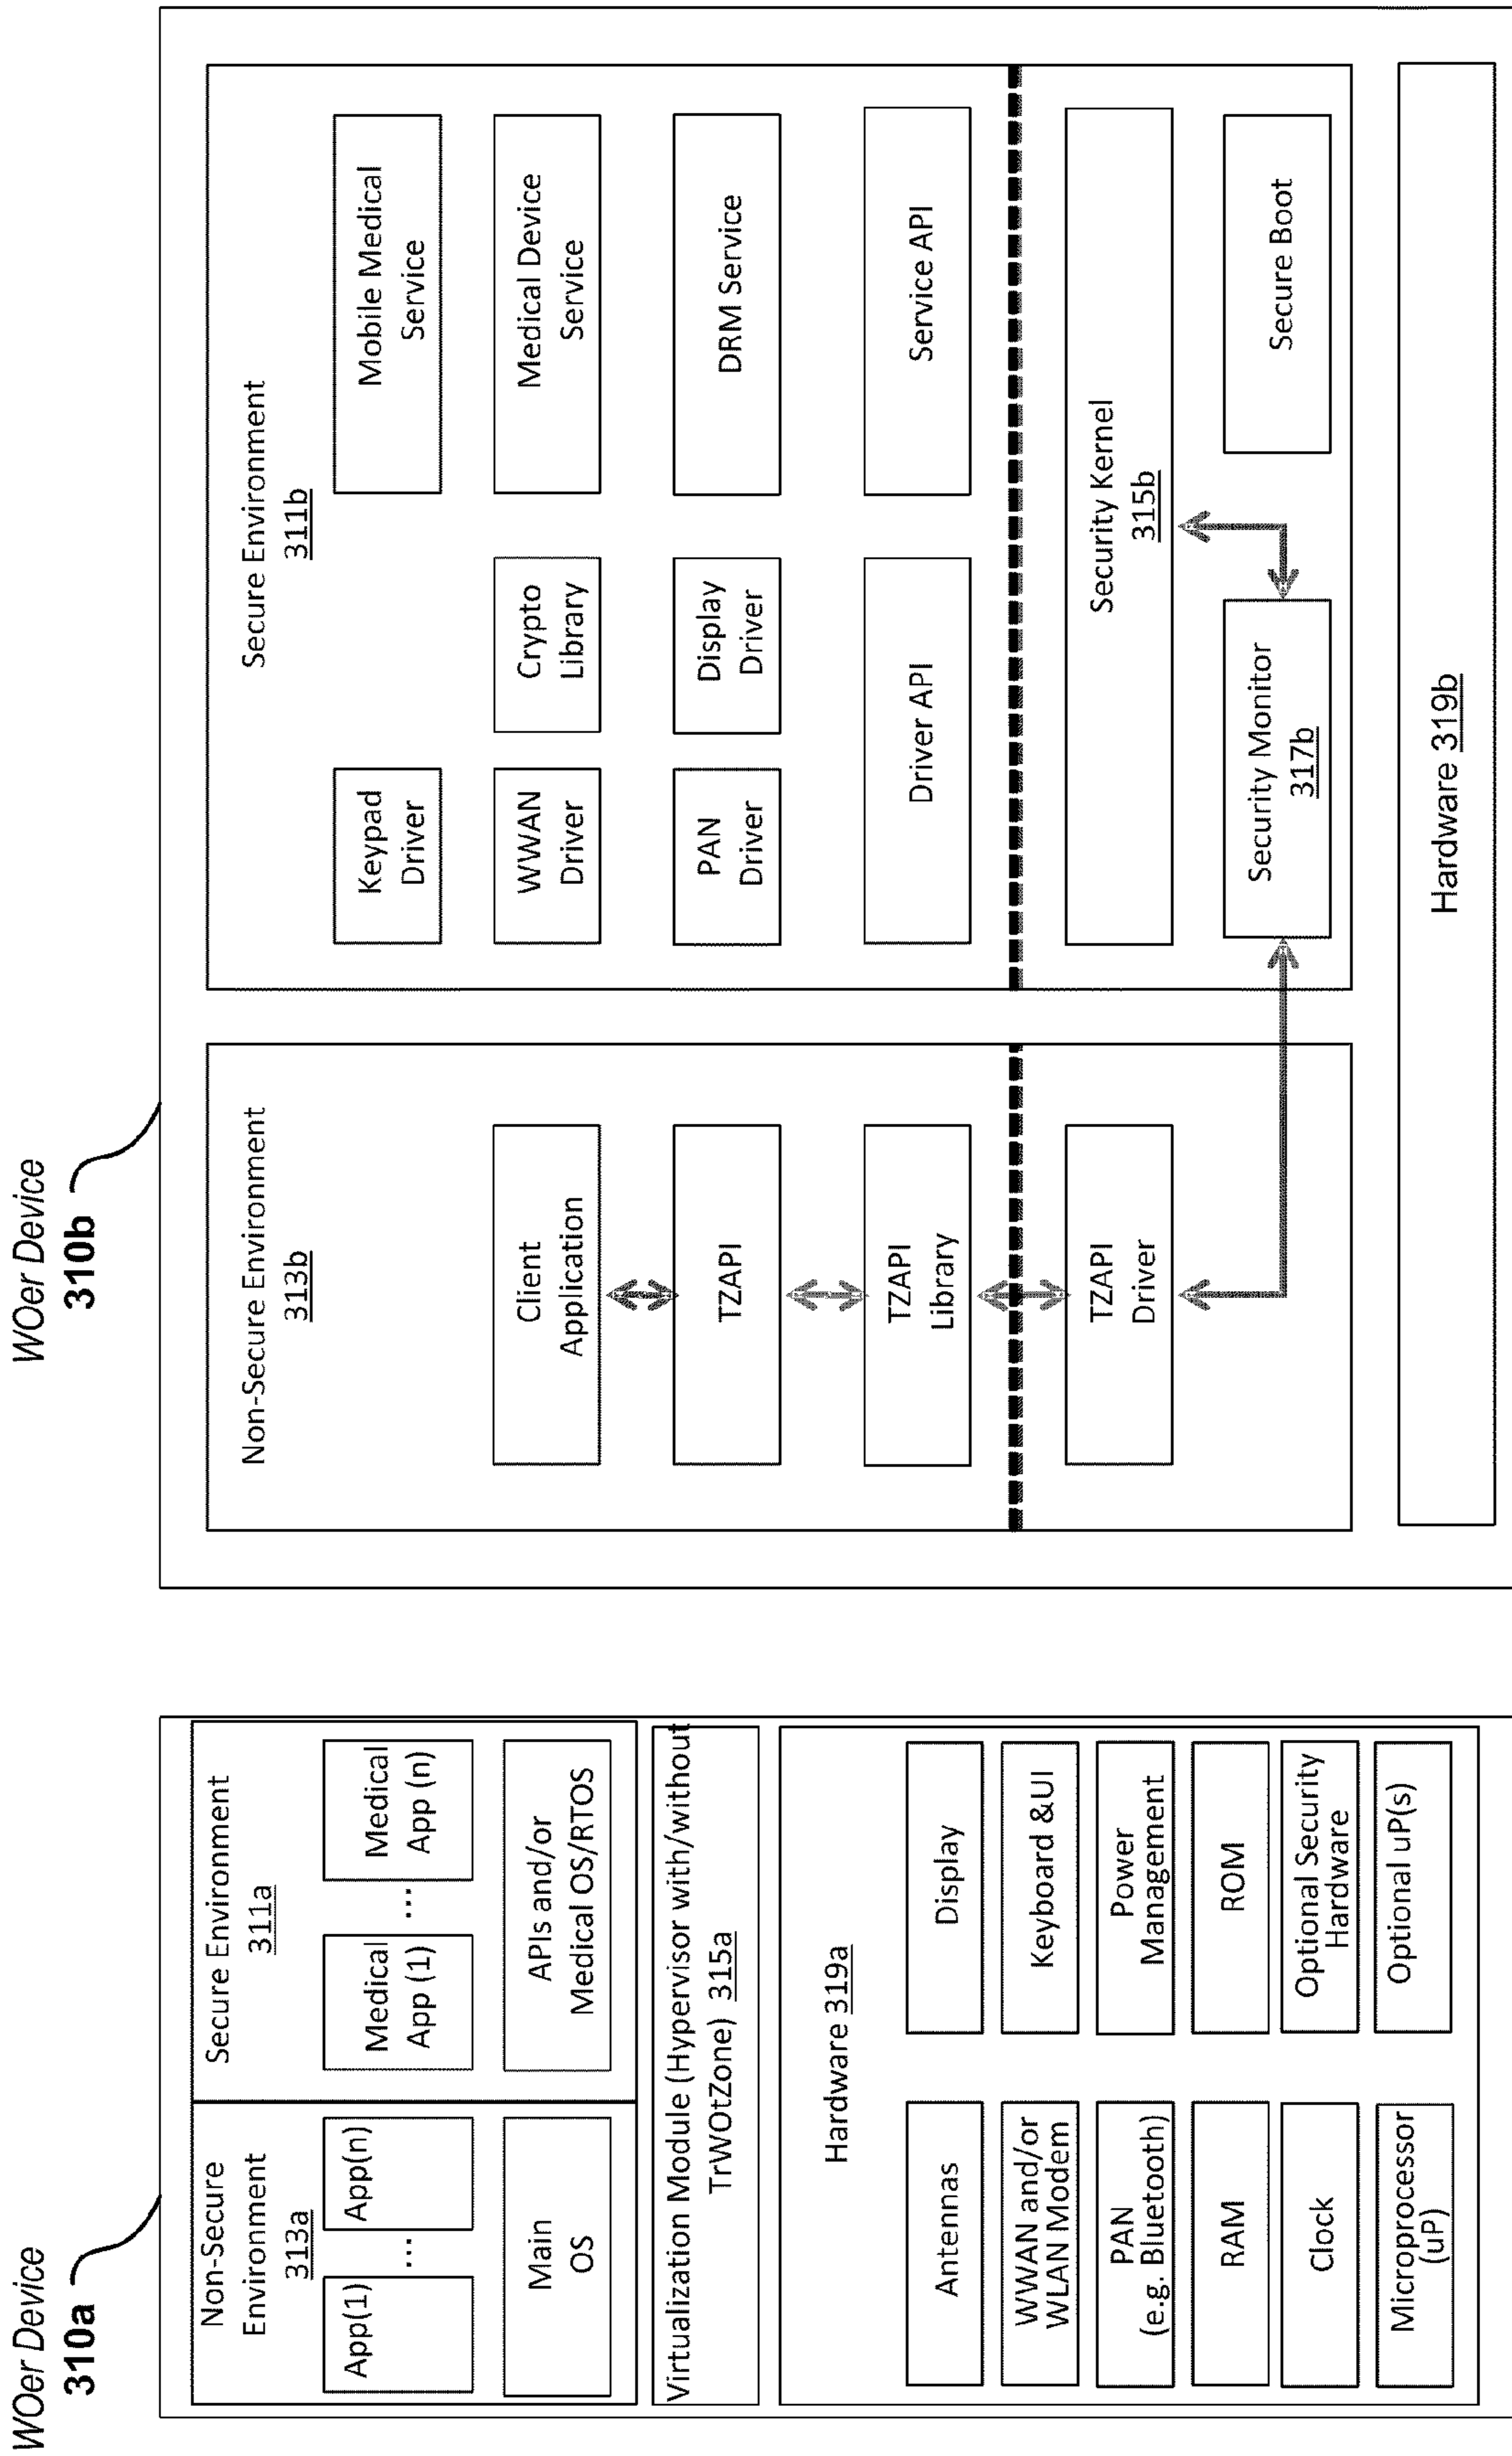 WOer Device
310a
Non-Secure
Environment
313a
App(1)
...
App(n)
Main
OS
Secure Environment
311a
Medical
App (1)
...
Medical
App (n)
APIs and/or
Medical OS/RTOS
Virtualization Module (Hypervisor with/without
TrWOtZone) 315a
Hardware 319a
Antennas
Display
WWAN and/or
WLAN Modem
Keyboard &UI
PAN
(e.g. Bluetooth)
Power
Management
RAM
ROM
Clock
Optional Security
Hardware
Microprocessor
(uP)
Optional uP(s)
WOer Device
310b
Non-Secure Environment
313b
Client
Application
TZAPI
TZAPI
Library
TZAPI
Driver
Secure Environment
311b
Keypad
Driver
Mobile Medical
Service
WWAN
Driver
Crypto
Library
Medical Device
Service
PAN
Driver
Display
Driver
DRM Service
Driver API
Service API
Security Kernel
315b
Security Monitor
317b
Secure Boot
Hardware 319b